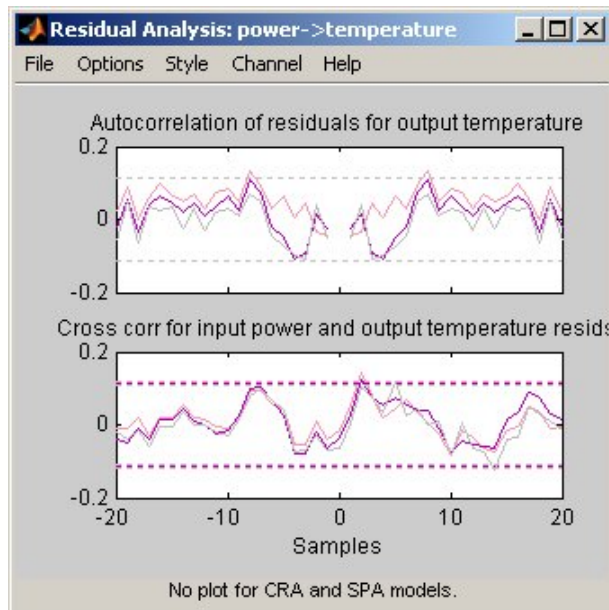 Residual Analysis: power->temperature
File Options Style Channel Help
Autocorrelation of residuals for output temperature
0.2
0
-0.2
Cross corr for input power and output temperature resids
0.2
0
-0.2
-20 -10 0 10 20
Samples
No plot for CRA and SPA models.